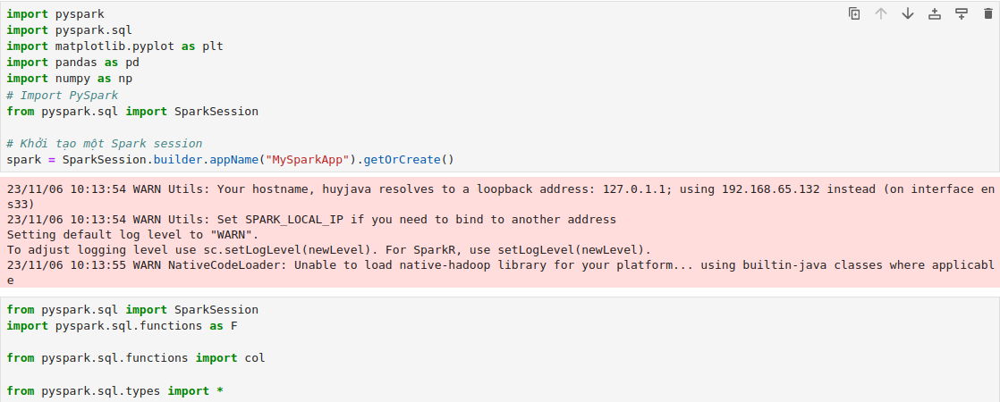 import pyspark
import pyspark.sql
import matplotlib.pyplot as plt
import pandas as pd
import numpy as np
# Import PySpark
from pyspark.sql import SparkSession
# Khởi tạo một Spark session
spark = SparkSession.builder.appName("MySparkApp").getOrCreate()
23/11/06 10:13:54 WARN Utils: Your hostname, huyjava resolves to a loopback address: 127.0.1.1; using 192.168.65.132 instead (on interface en
s33)
23/11/06 10:13:54 WARN Utils: Set SPARK_LOCAL_IP if you need to bind to another address
Setting default log level to "WARN".
To adjust logging level use sc.setLogLevel(newLevel). For SparkR, use setLogLevel(newLevel).
23/11/06 10:13:55 WARN NativeCodeLoader: Unable to load native-hadoop library for your platform... using builtin-java classes where applicabl
e
from pyspark.sql import SparkSession
import pyspark.sql.functions as F
from pyspark.sql.functions import col
from pyspark.sql.types import *